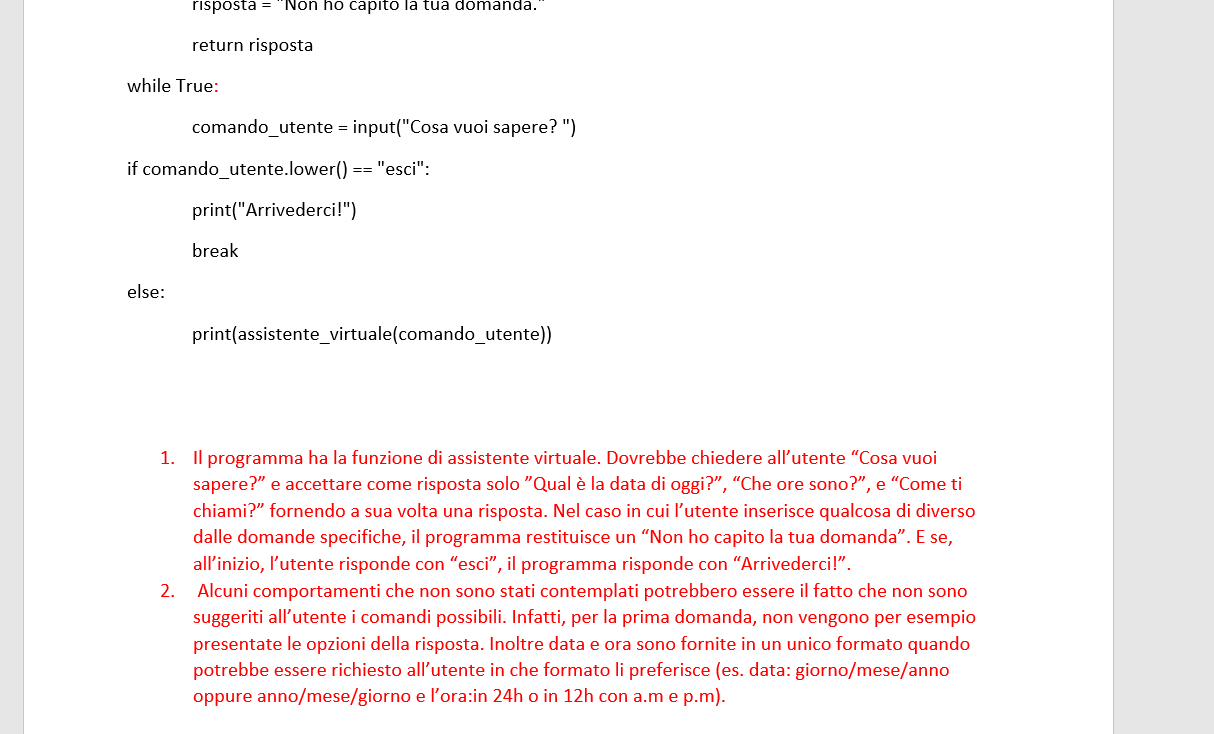 risposta = "Non ho capito la tua domanda."
return risposta
while True:
comando_utente = input("Cosa vuoi sapere? ")
if comando_utente.lower() == "esci":
print("Arrivederci!")
break
else:
print(assistente_virtuale(comando_utente))
1. Il programma ha la funzione di assistente virtuale. Dovrebbe chiedere all’utente “Cosa vuoi
sapere?” e accettare come risposta solo ”Qual è la data di oggi?”, “Che ore sono?”, e “Come ti
chiami?” fornendo a sua volta una risposta. Nel caso in cui l’utente inserisce qualcosa di diverso
dalle domande specifiche, il programma restituisce un “Non ho capito la tua domanda”. E se,
all’inizio, l’utente risponde con “esci”, il programma risponde con “Arrivederci!”.
2. Alcuni comportamenti che non sono stati contemplati potrebbero essere il fatto che non sono
suggeriti all’utente i comandi possibili. Infatti, per la prima domanda, non vengono per esempio
presentate le opzioni della risposta. Inoltre data e ora sono fornite in un unico formato quando
potrebbe essere richiesto all’utente in che formato li preferisce (es. data: giorno/mese/anno
oppure anno/mese/giorno e l’ora:in 24h o in 12h con a.m e p.m).